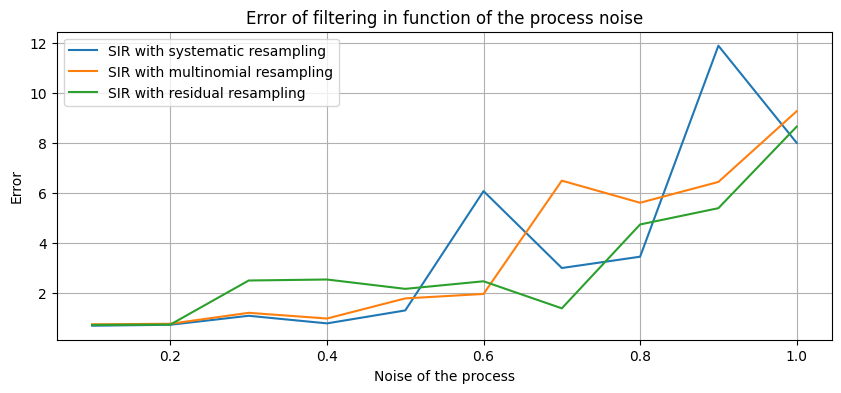 Error of filtering in function of the process noise
SIR with systematic resampling
SIR with multinomial resampling
SIR with residual resampling
12
10
8
6
4
2
Error
0.2 0.4 0.6 0.8 1.0
Noise of the process